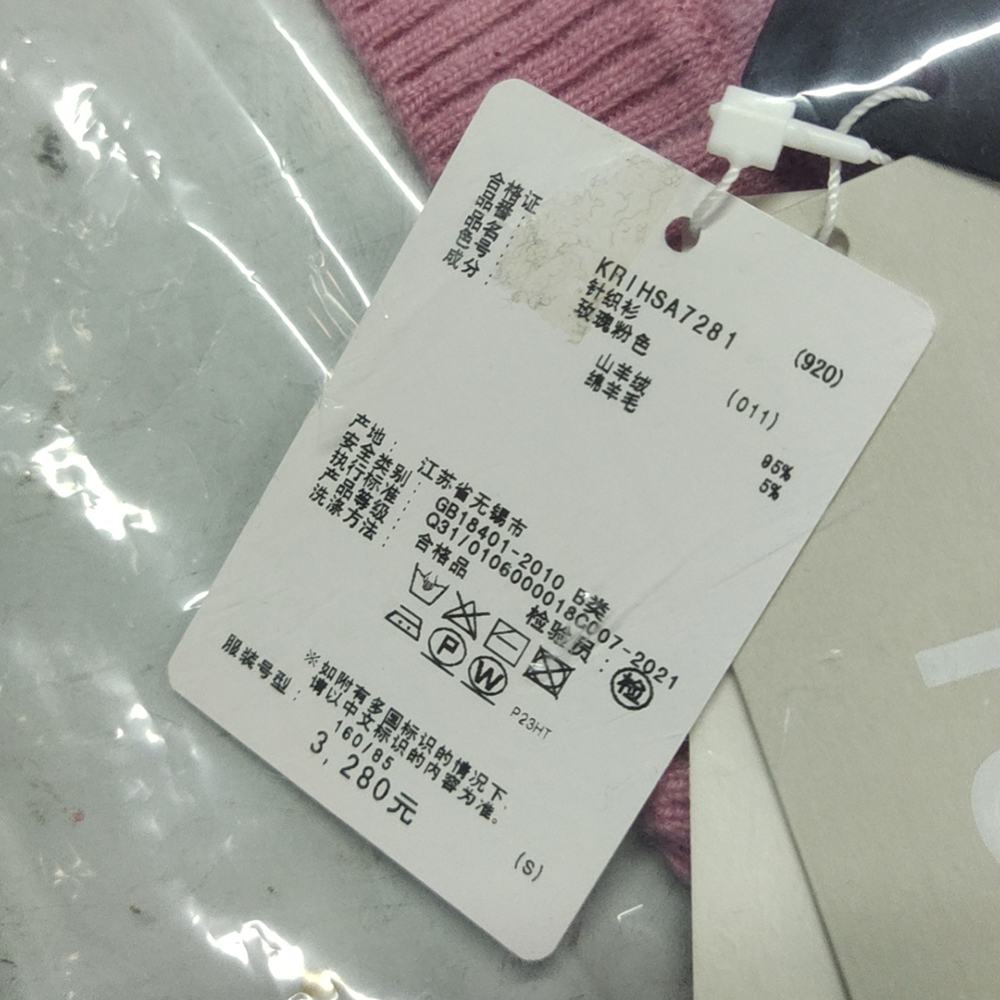 合格证
品番: KRIHSA7281 (920)
品名: 针织衫
色号: 玫瑰粉色 (011)
成分: 山羊绒 95%
绵羊毛 5%
产地: 江苏省无锡市
安全类别: GB18401-2010 B类
执行标准: Q31/0106000018C007-2021
产品等级: 合格品 检验员: 检
洗涤方法:
P W
P23HT
※如附有多国标识的情况下,
请以中文标识的内容为准。
服装号型: 160/85 (S)
3,280元